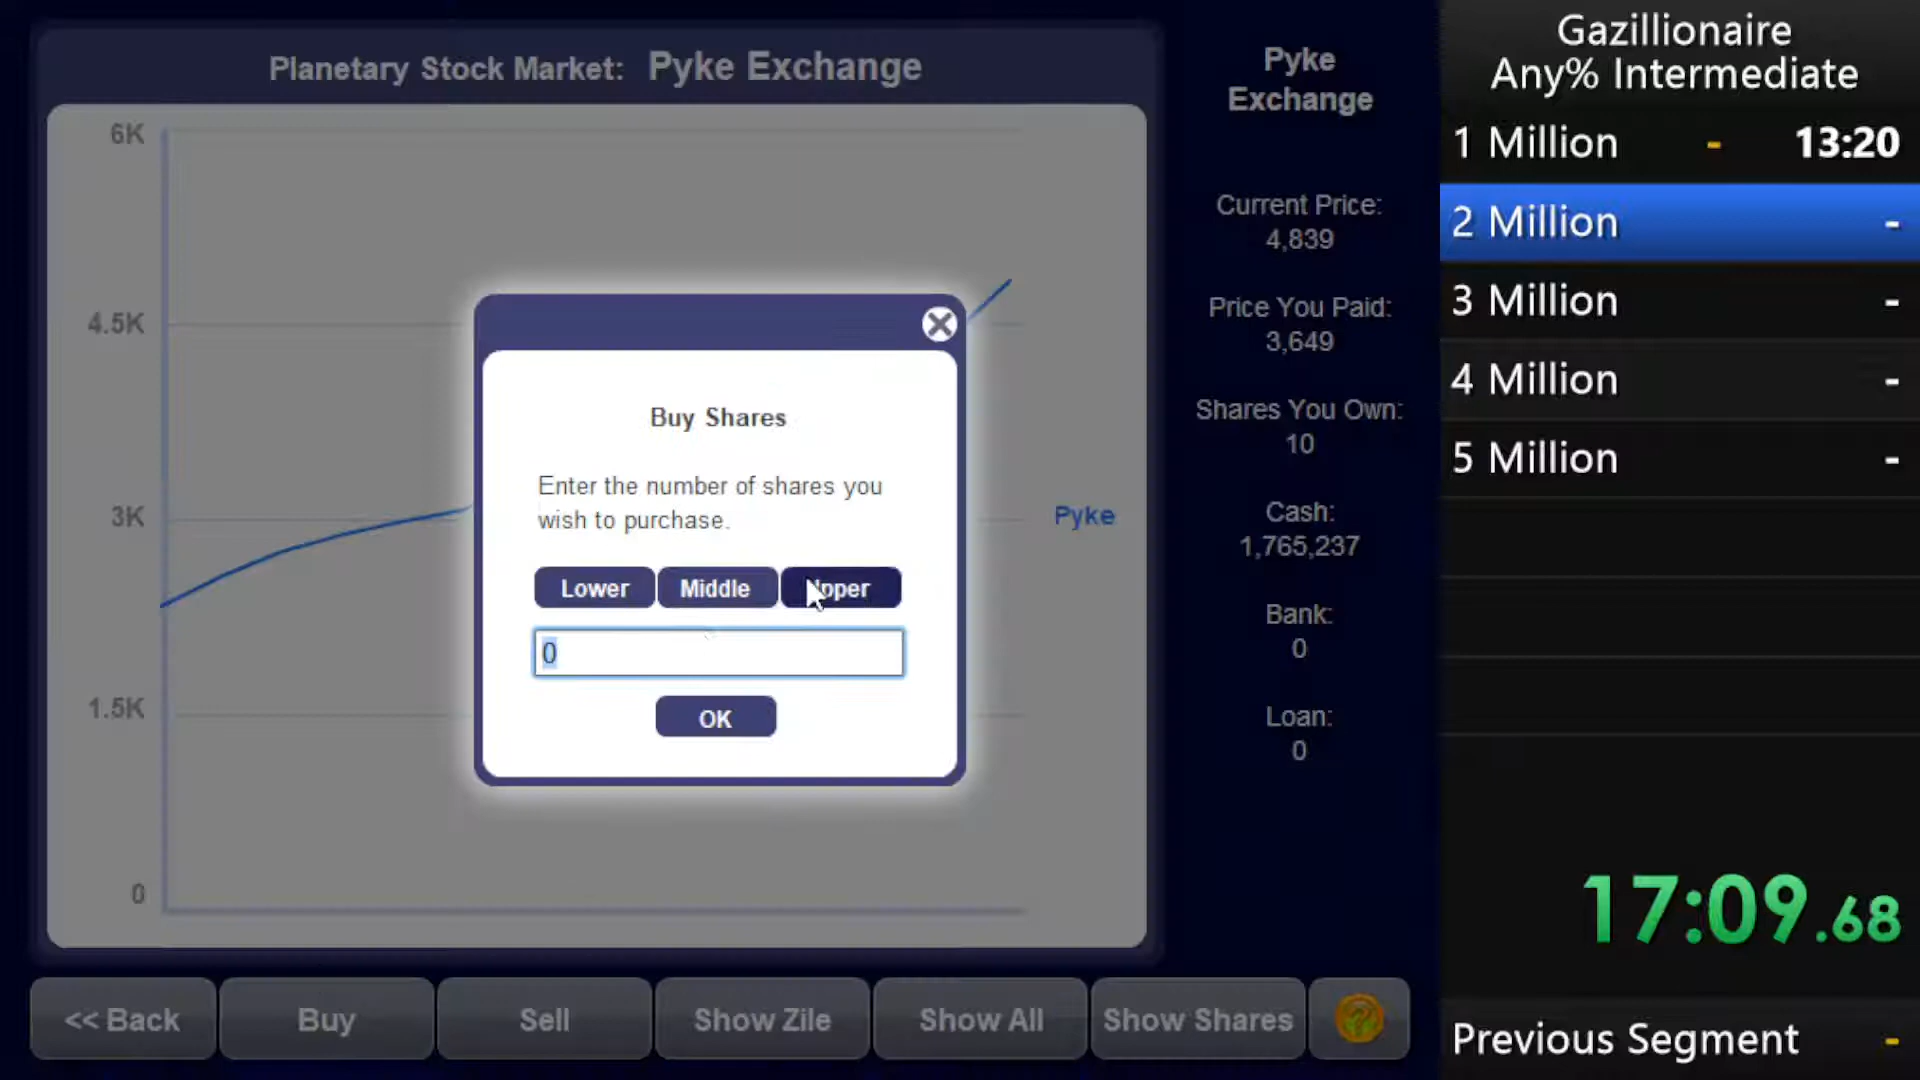 Planetary Stock Market: Pyke Exchange
6K
4.5K
3K
1.5K
0
Pyke
Buy Shares
Enter the number of shares you
wish to purchase.
Lower Middle Upper
0
OK
Pyke
Exchange
Current Price:
4,839
Price You Paid:
3,649
Shares You Own:
10
Cash:
1,765,237
Bank:
0
Loan:
0
<< Back Buy Sell Show Zile Show All Show Shares ?
Gazillionaire
Any% Intermediate
1 Million - 13:20
2 Million -
3 Million -
4 Million -
5 Million -
17:09.68
Previous Segment -